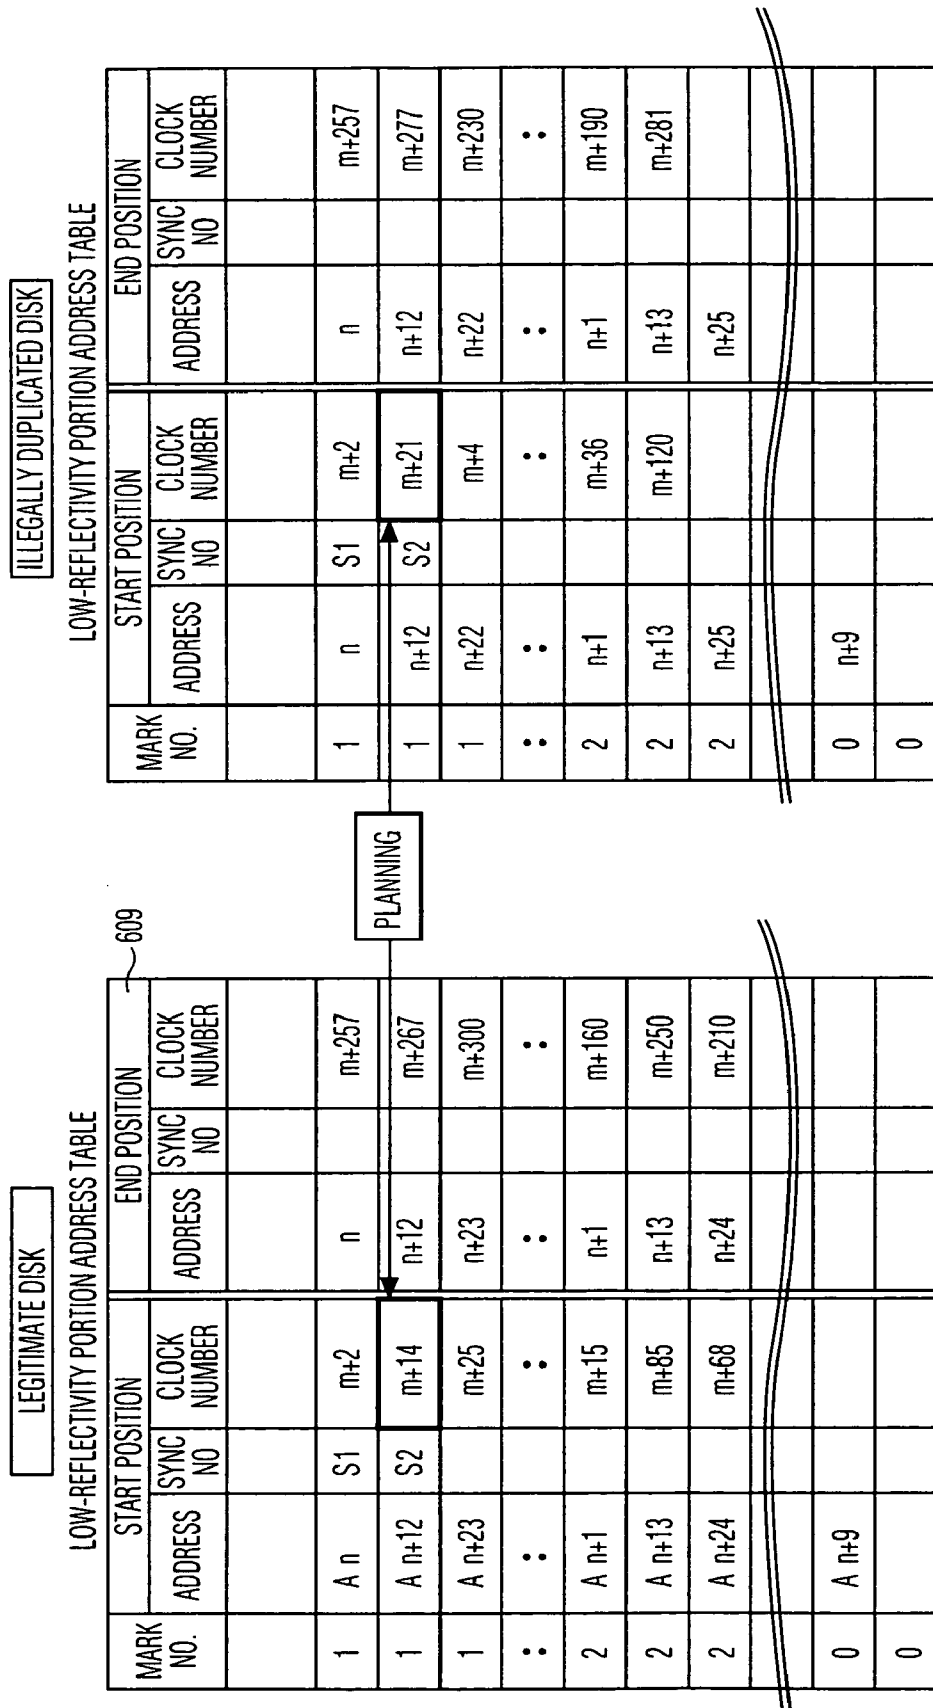 LEGITIMATE DISK
LOW-REFLECTIVITY PORTION ADDRESS TABLE
609
MARK NO. START POSITION END POSITION
ADDRESS SYNC NO CLOCK NUMBER ADDRESS SYNC NO CLOCK NUMBER
1 A n S1 m+2 n m+257
1 A n+12 S2 m+14 n+12 m+267
1 A n+23 m+25 n+23 m+300
: : : : :
2 A n+1 m+15 n+1 m+160
2 A n+13 m+85 n+13 m+250
2 A n+24 m+68 n+24 m+210
0 A n+9
0
PLANNING
ILLEGALLY DUPLICATED DISK
LOW-REFLECTIVITY PORTION ADDRESS TABLE
MARK NO. START POSITION END POSITION
ADDRESS SYNC NO CLOCK NUMBER ADDRESS SYNC NO CLOCK NUMBER
1 n S1 m+2 n m+257
1 n+12 S2 m+21 n+12 m+277
1 n+22 m+4 n+22 m+230
: : : : :
2 n+1 m+36 n+1 m+190
2 n+13 m+120 n+13 m+281
2 n+25 n+25
0 n+9
0